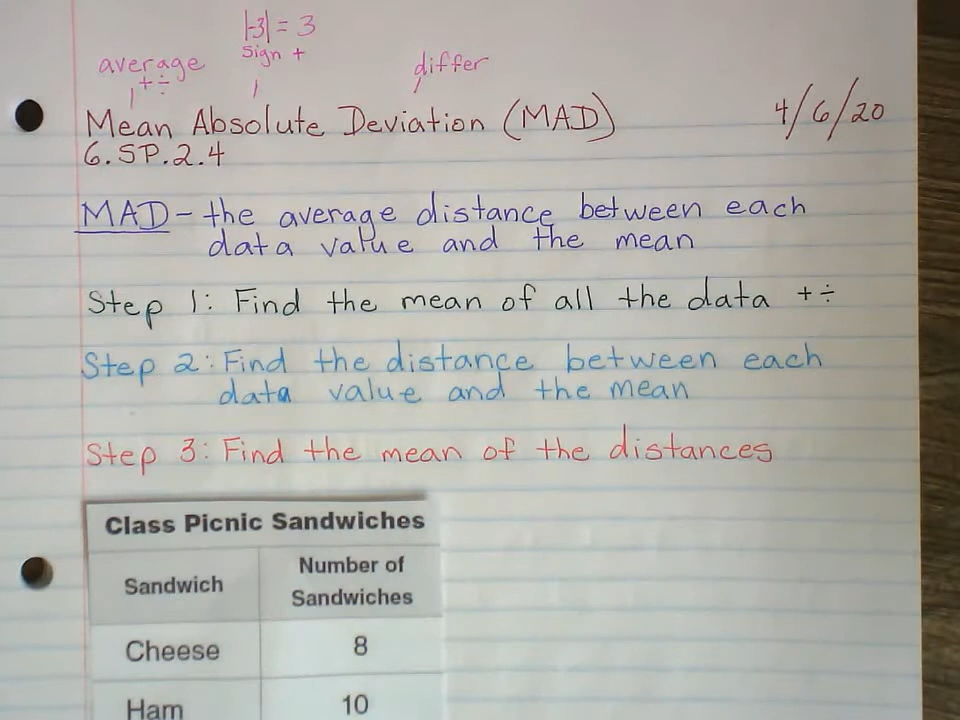 |-3| = 3
sign +
average
+ ÷
differ
Mean Absolute Deviation (MAD)
4/6/20
6.SP.2.4
MAD - the average distance between each
data value and the mean
Step 1: Find the mean of all the data + ÷
Step 2: Find the distance between each
data value and the mean
Step 3: Find the mean of the distances
Class Picnic Sandwiches
Sandwich
Number of
Sandwiches
Cheese 8
Ham 10